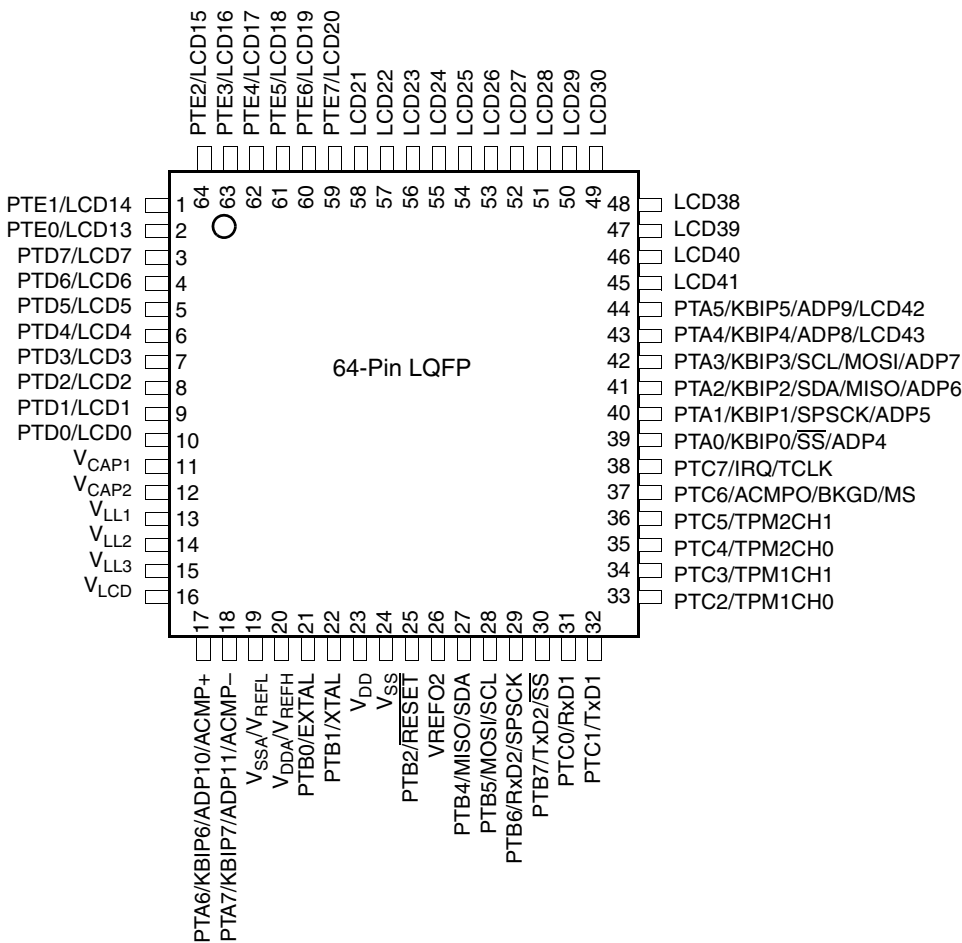 PTE2/LCD15
PTE3/LCD16
PTE4/LCD17
PTE5/LCD18
PTE6/LCD19
PTE7/LCD20
LCD21
LCD22
LCD23
LCD24
LCD25
LCD26
LCD27
LCD28
LCD29
LCD30
64
63
62
61
60
59
58
57
56
55
54
53
52
51
50
49
PTE1/LCD14 1
PTE0/LCD13 2
PTD7/LCD7 3
PTD6/LCD6 4
PTD5/LCD5 5
PTD4/LCD4 6
PTD3/LCD3 7
PTD2/LCD2 8
PTD1/LCD1 9
PTD0/LCD0 10
VCAP1 11
VCAP2 12
VLL1 13
VLL2 14
VLL3 15
VLCD 16
64-Pin LQFP
48 LCD38
47 LCD39
46 LCD40
45 LCD41
44 PTA5/KBIP5/ADP9/LCD42
43 PTA4/KBIP4/ADP8/LCD43
42 PTA3/KBIP3/SCL/MOSI/ADP7
41 PTA2/KBIP2/SDA/MISO/ADP6
40 PTA1/KBIP1/SPSCK/ADP5
39 PTA0/KBIP0/SS/ADP4
38 PTC7/IRQ/TCLK
37 PTC6/ACMPO/BKGD/MS
36 PTC5/TPM2CH1
35 PTC4/TPM2CH0
34 PTC3/TPM1CH1
33 PTC2/TPM1CH0
17
18
19
20
21
22
23
24
25
26
27
28
29
30
31
32
PTA6/KBIP6/ADP10/ACMP+
PTA7/KBIP7/ADP11/ACMP–
VSSA/VREFL
VDDA/VREFH
PTB0/EXTAL
PTB1/XTAL
VDD
VSS
PTB2/RESET
VREFO2
PTB4/MISO/SDA
PTB5/MOSI/SCL
PTB6/RxD2/SPSCK
PTB7/TxD2/SS
PTC0/RxD1
PTC1/TxD1